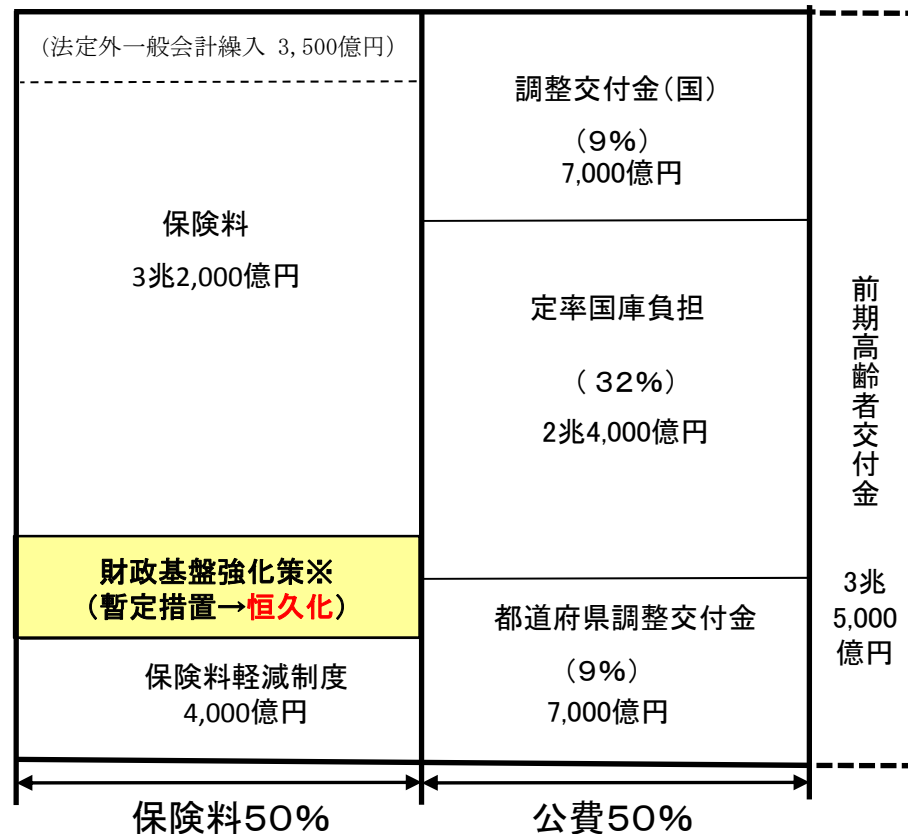 (法定外一般会計繰入 3,500億円)
保険料
3兆2,000億円
財政基盤強化策※
(暫定措置→恒久化)
保険料軽減制度
4,000億円
調整交付金(国)
(9%)
7,000億円
定率国庫負担
(32%)
2兆4,000億円
都道府県調整交付金
(9%)
7,000億円
前期高齢者交付金
3兆
5,000
億円
保険料50%
公費50%